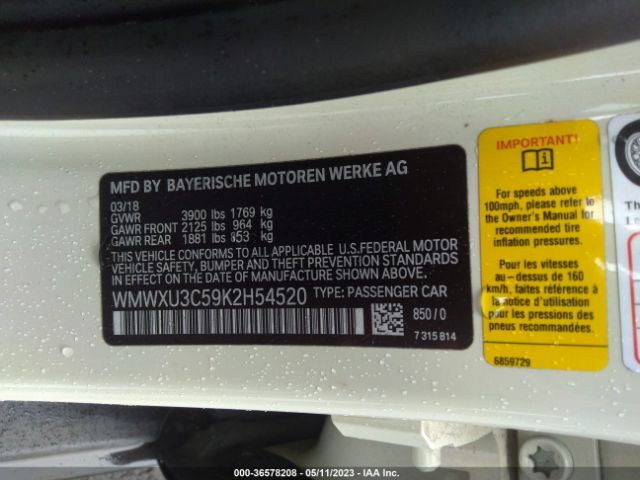 MFD BY BAYERISCHE MOTOREN WERKE AG
03/18
GVWR 3900 lbs 1769 kg
GAWR FRONT 2125 lbs 964 kg
GAWR REAR 1881 lbs 853 kg
THIS VEHICLE CONFORMS TO ALL APPLICABLE U.S.FEDERAL MOTOR
VEHICLE SAFETY, BUMPER AND THEFT PREVENTION STANDARDS
IN EFFECT ON THE DATE OF MANUFACTURE SHOWN ABOVE.
WMWXU3C59K2H54520 TYPE: PASSENGER CAR
850/0
7 315 814
IMPORTANT!
For speeds above
100mph, please refer to
the Owner's Manual for
recommended tire
inflation pressures.
Pour les vitesses
au-dessus de 160
km/h, faites référence à
la notice d'utilisation
pour les pressions des
pneus recommandée.
6859729
000-36578208 - 05/11/2023 - IAA Inc.